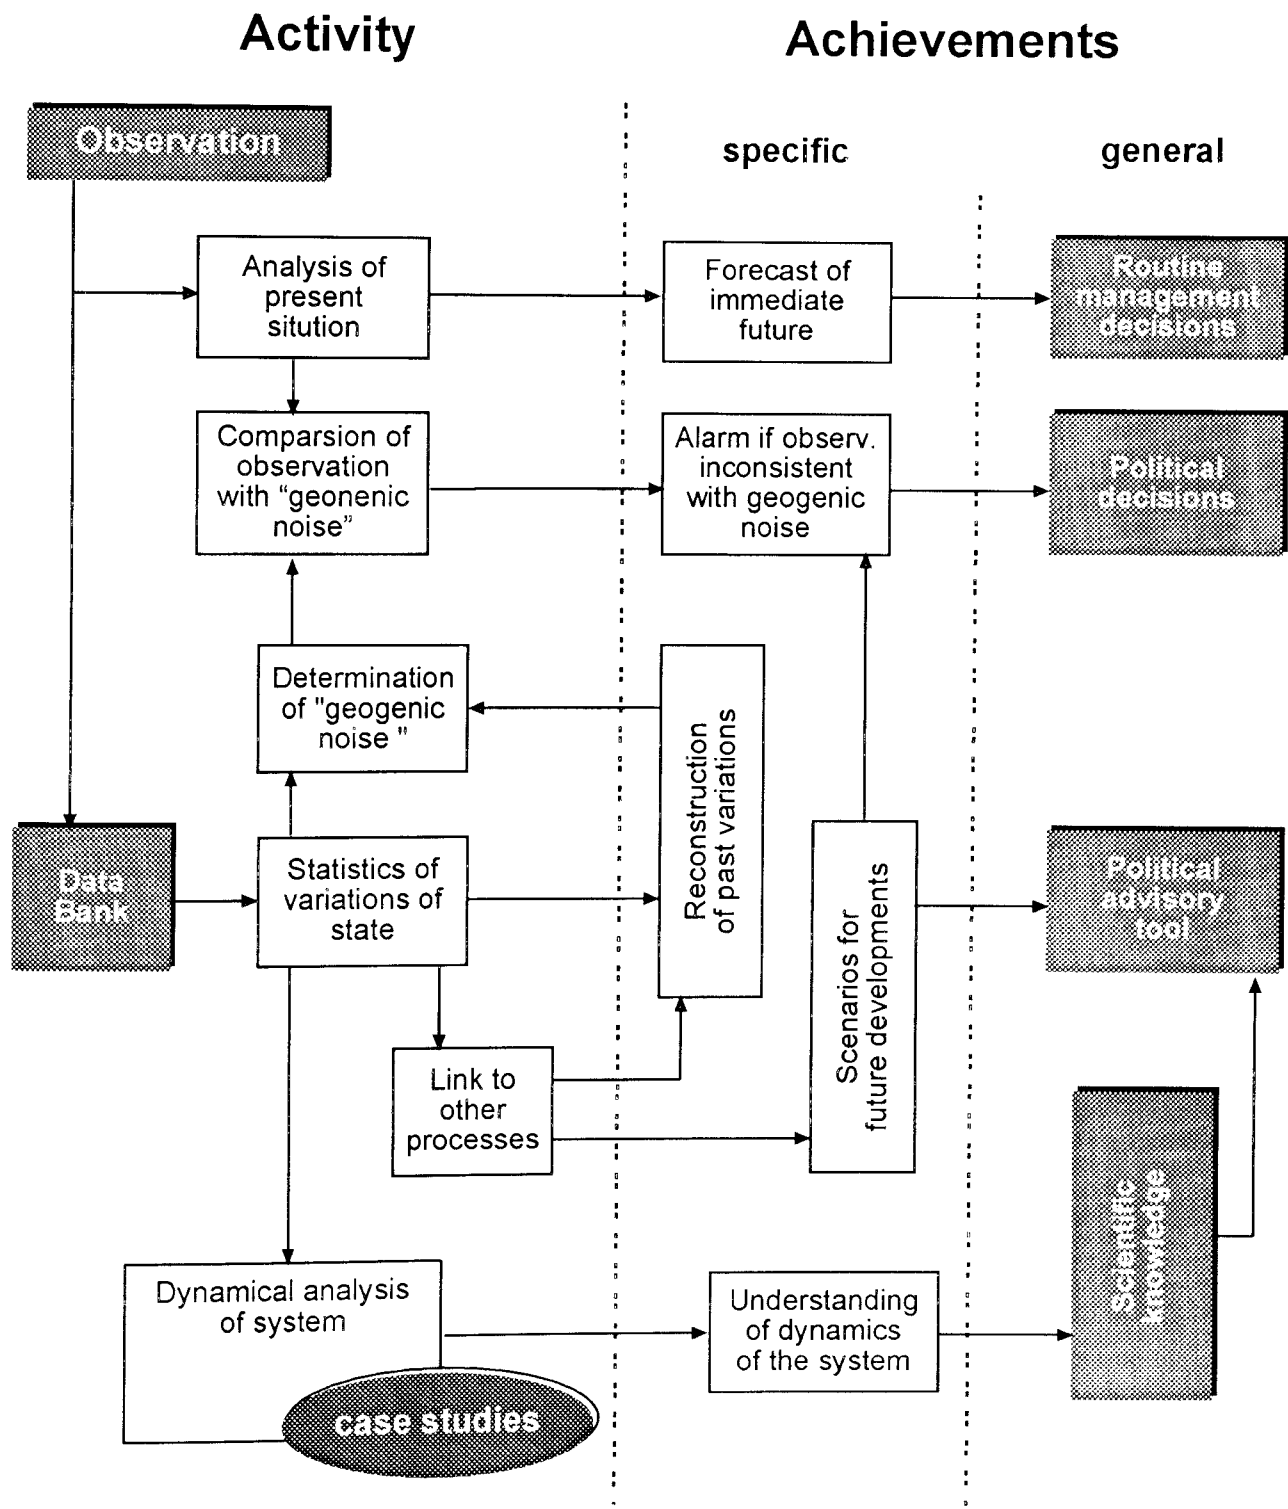 Activity
Achievements
Observation
specific
general
Analysis of
present
sitution
Forecast of
immediate
future
Routine
management
decisions
Comparsion of
observation
with “geonenic
noise”
Alarm if observ.
inconsistent
with geogenic
noise
Political
decisions
Determination
of "geogenic
noise "
Reconstruction
of past variations
Data
Bank
Statistics of
variations of
state
Scenarios for
future developments
Political
advisory
tool
Link to
other
processes
Scientific
knowledge
Dynamical analysis
of system
case studies
Understanding
of dynamics
of the system